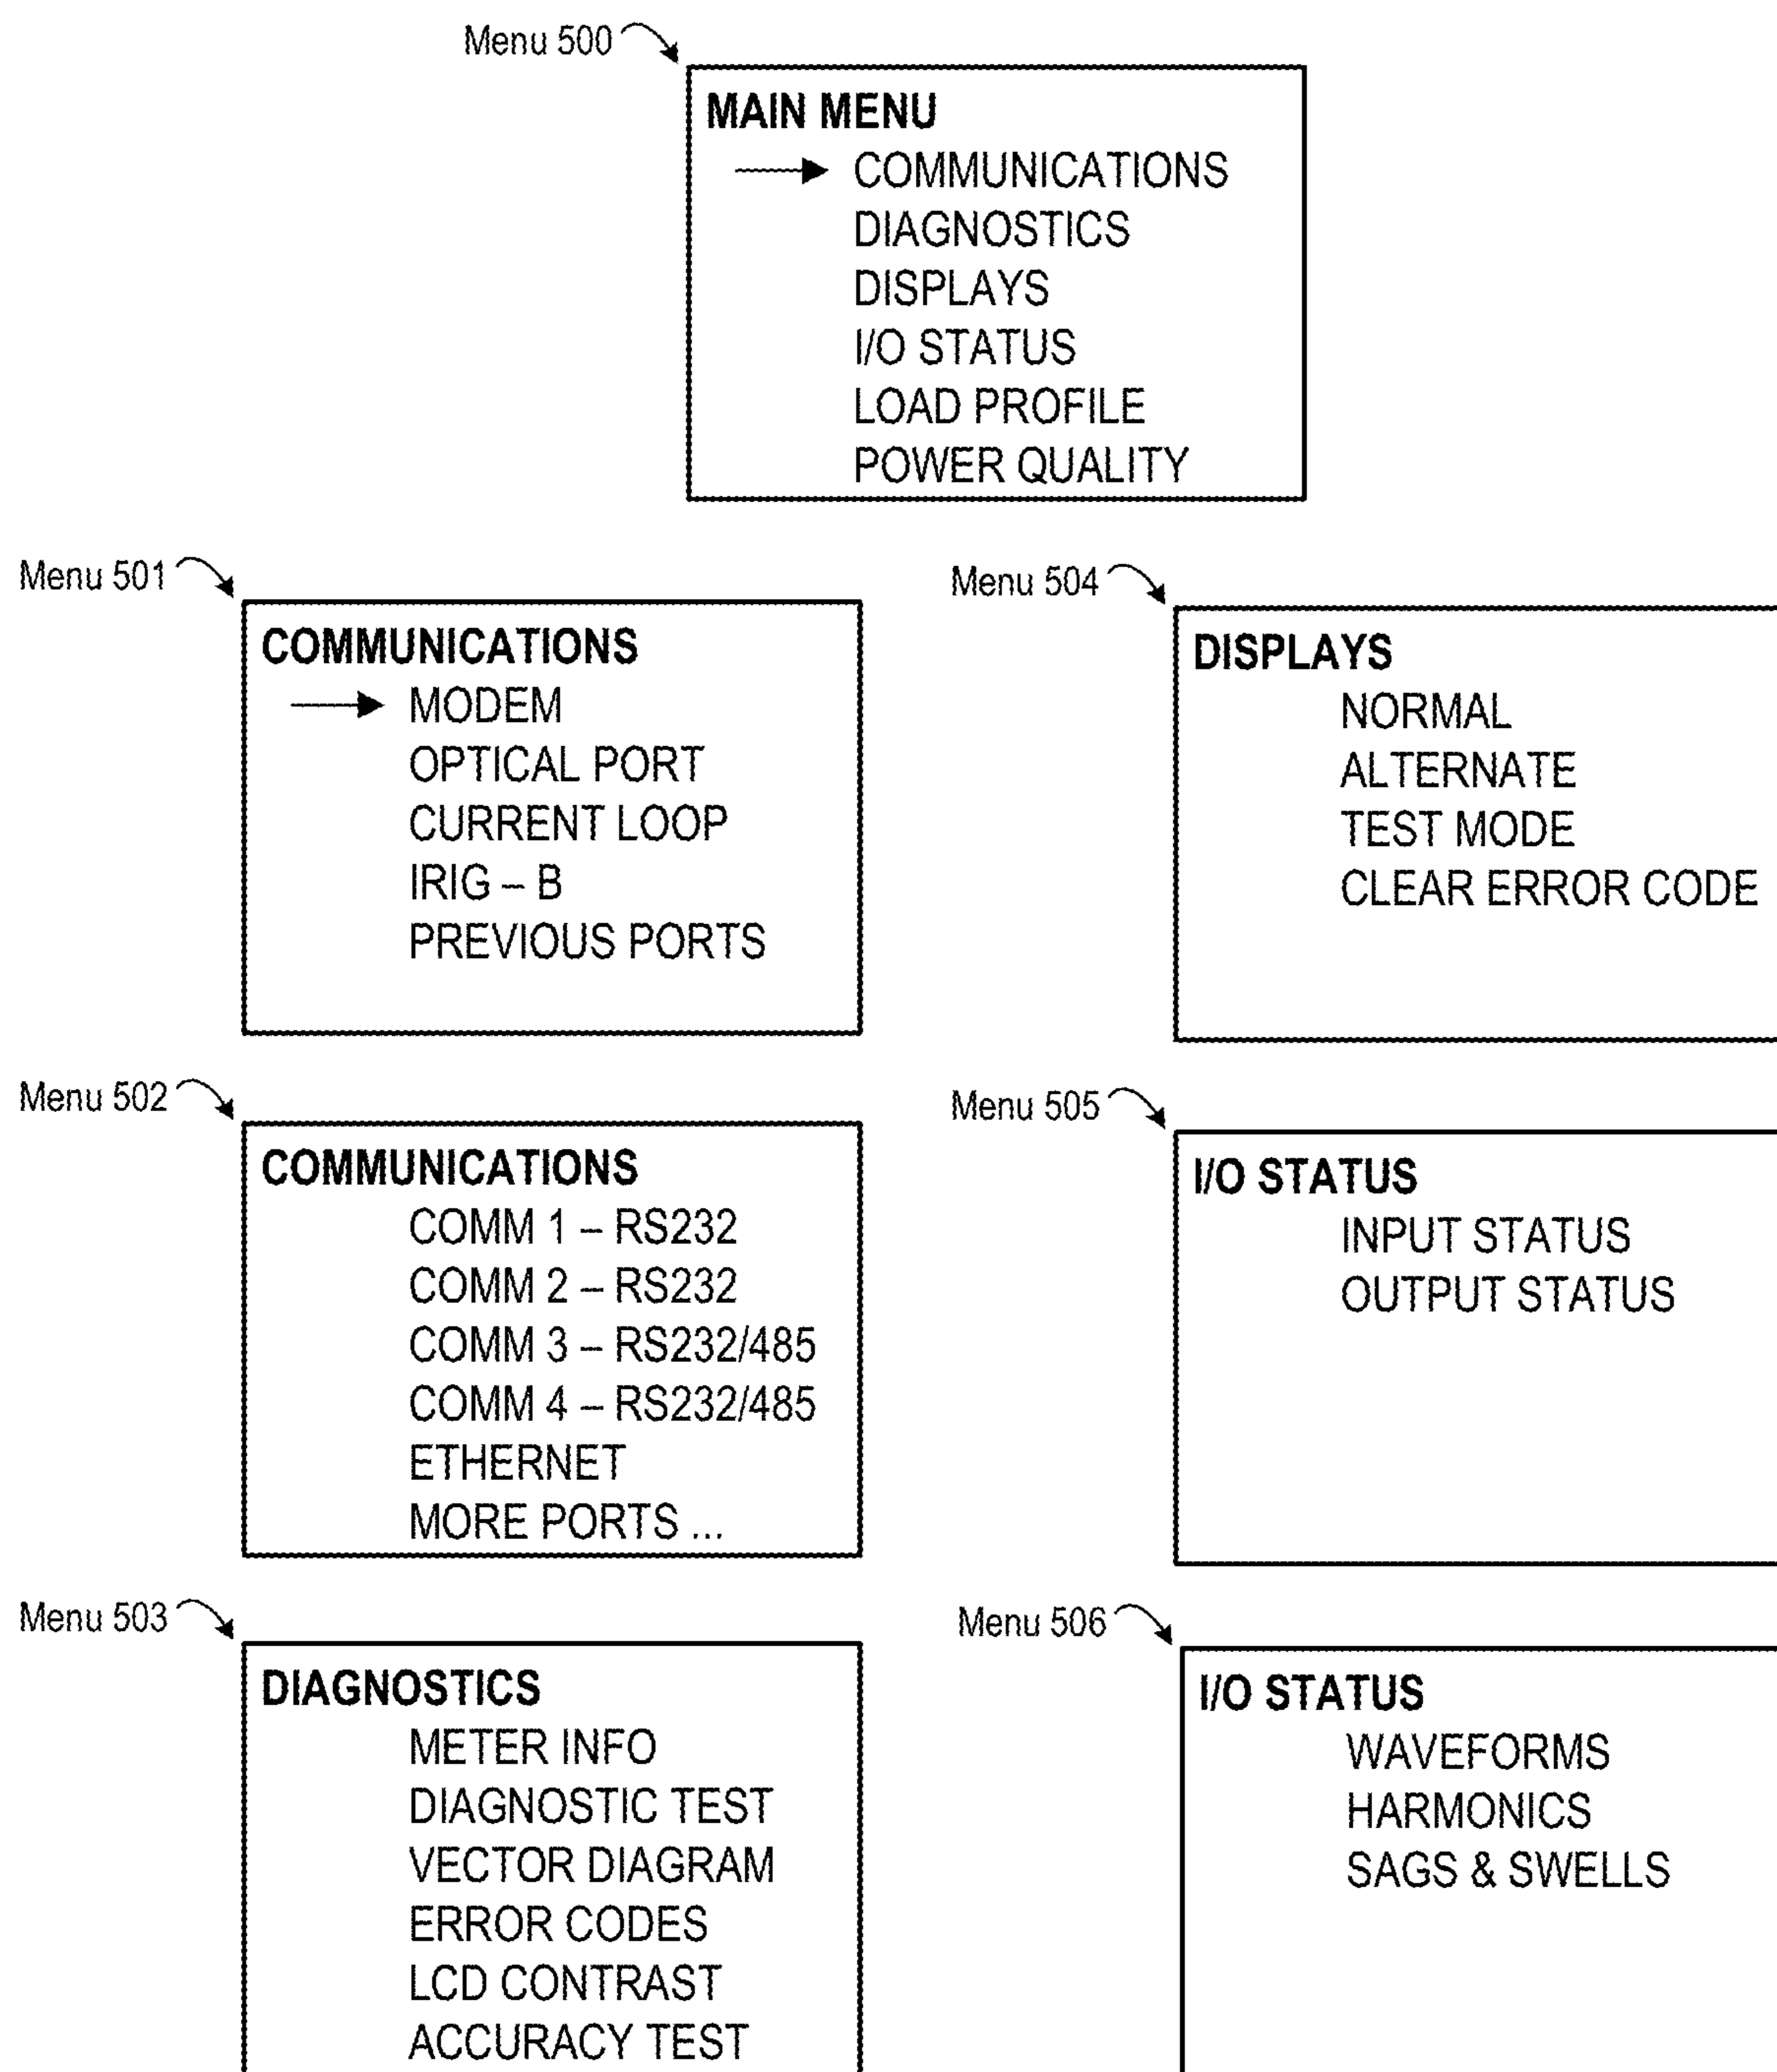 Menu 500
MAIN MENU
COMMUNICATIONS
DIAGNOSTICS
DISPLAYS
I/O STATUS
LOAD PROFILE
POWER QUALITY
Menu 501
COMMUNICATIONS
MODEM
OPTICAL PORT
CURRENT LOOP
IRIG – B
PREVIOUS PORTS
Menu 504
DISPLAYS
NORMAL
ALTERNATE
TEST MODE
CLEAR ERROR CODE
Menu 502
COMMUNICATIONS
COMM 1 – RS232
COMM 2 – RS232
COMM 3 – RS232/485
COMM 4 – RS232/485
ETHERNET
MORE PORTS ...
Menu 505
I/O STATUS
INPUT STATUS
OUTPUT STATUS
Menu 503
DIAGNOSTICS
METER INFO
DIAGNOSTIC TEST
VECTOR DIAGRAM
ERROR CODES
LCD CONTRAST
ACCURACY TEST
Menu 506
I/O STATUS
WAVEFORMS
HARMONICS
SAGS & SWELLS